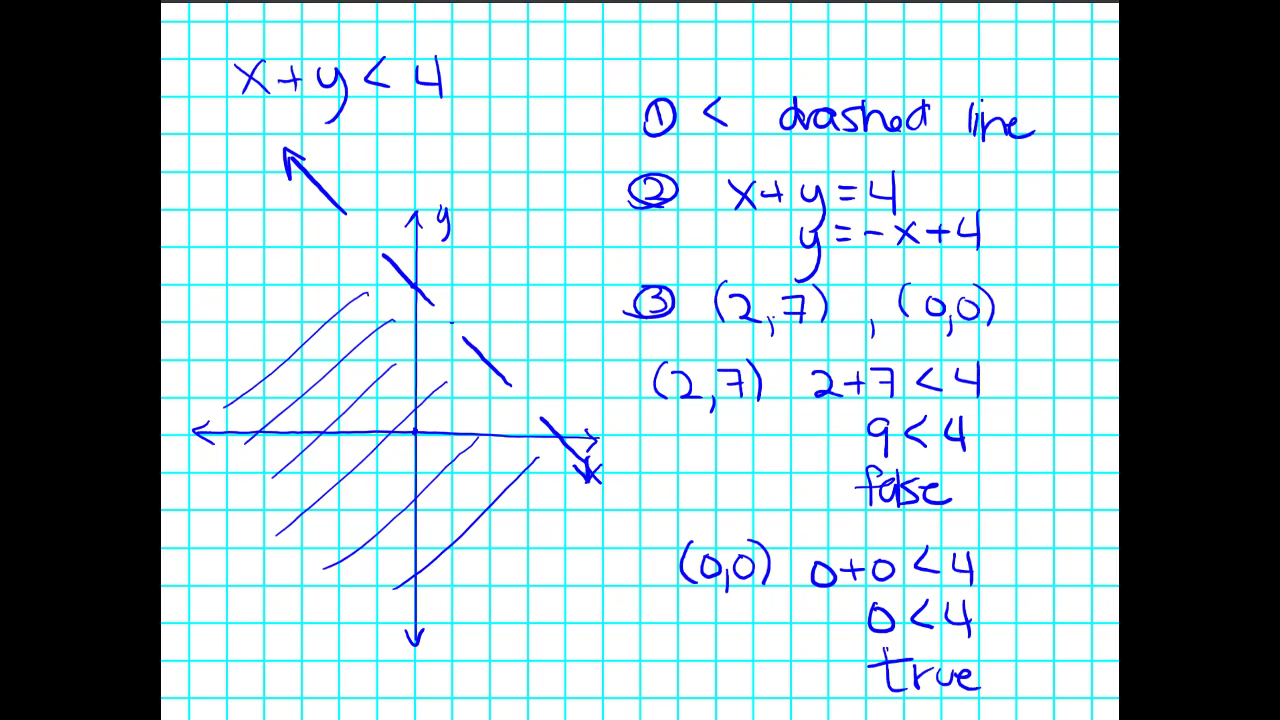 x+y<4
① < drashed line
② x+y=4
y=-x+4
③ (2,7) , (0,0)
(2,7) 2+7<4
9<4
false
(0,0) 0+0<4
0<4
true
y
x